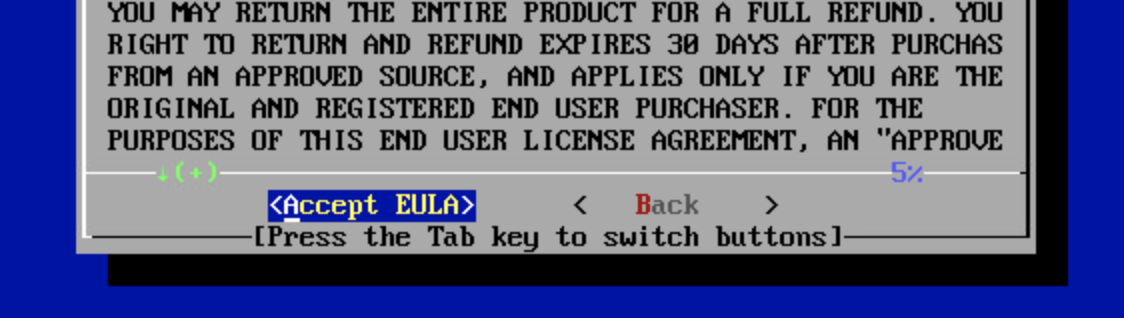 YOU MAY RETURN THE ENTIRE PRODUCT FOR A FULL REFUND. YOU
RIGHT TO RETURN AND REFUND EXPIRES 30 DAYS AFTER PURCHAS
FROM AN APPROVED SOURCE, AND APPLIES ONLY IF YOU ARE THE
ORIGINAL AND REGISTERED END USER PURCHASER. FOR THE
PURPOSES OF THIS END USER LICENSE AGREEMENT, AN "APPROVE
↓(+) 5%
<Accept EULA> < Back >
[Press the Tab key to switch buttons]